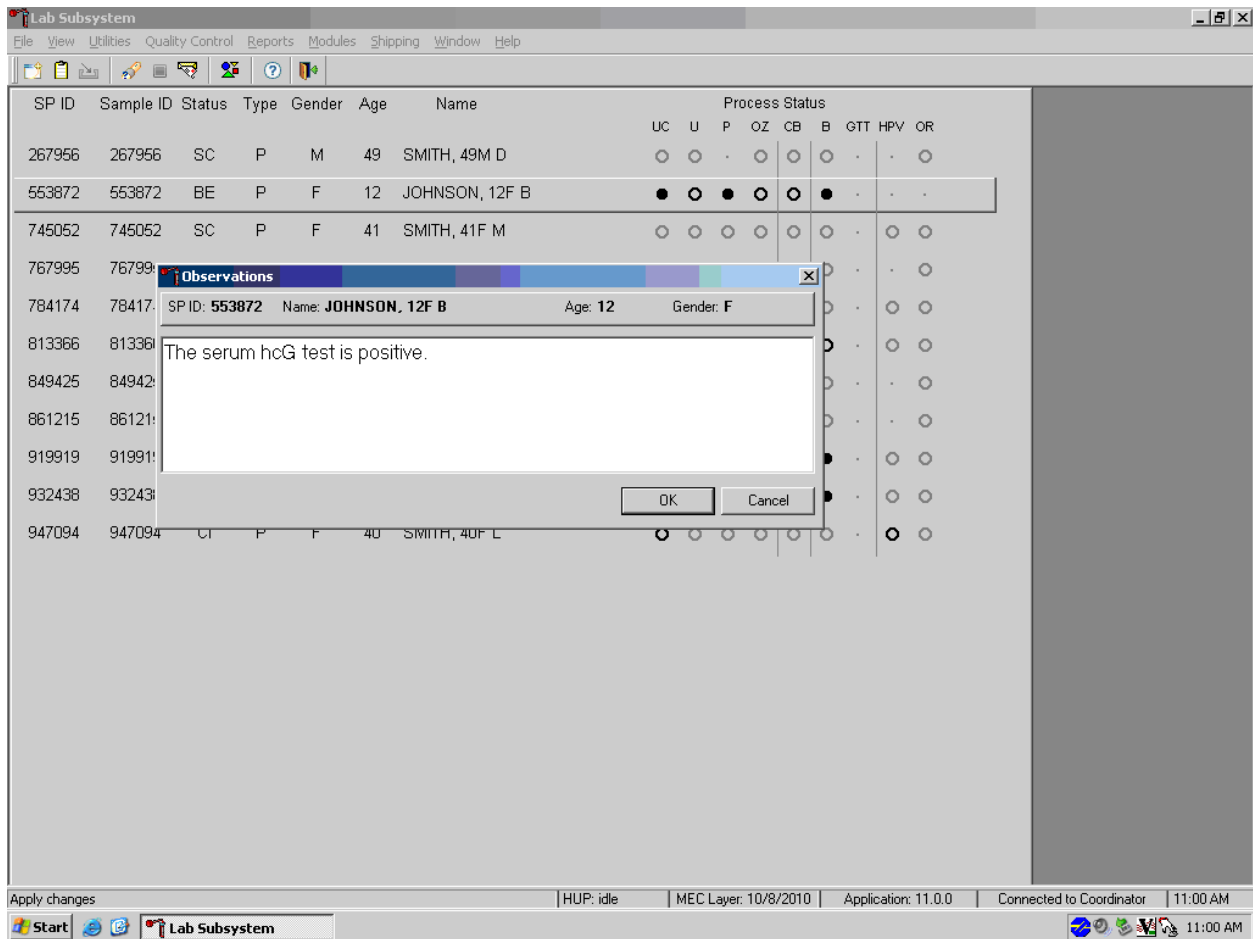 Lab Subsystem
File View Utilities Quality Control Reports Modules Shipping Window Help
SP ID Sample ID Status Type Gender Age Name Process Status
UC U P OZ CB B GTT HPV OR
267956 267956 SC P M 49 SMITH, 49M D
553872 553872 BE P F 12 JOHNSON, 12F B
745052 745052 SC P F 41 SMITH, 41F M
767995
Observations
784174
SP ID: 553872 Name: JOHNSON, 12F B Age: 12 Gender: F
813366
The serum hcG test is positive.
849425
861215
919919
932438
OK Cancel
947094 947094 CI P F 40 SMITH, 40F L
Apply changes HUP: idle MEC Layer: 10/8/2010 Application: 11.0.0 Connected to Coordinator 11:00 AM
Start Lab Subsystem 11:00 AM